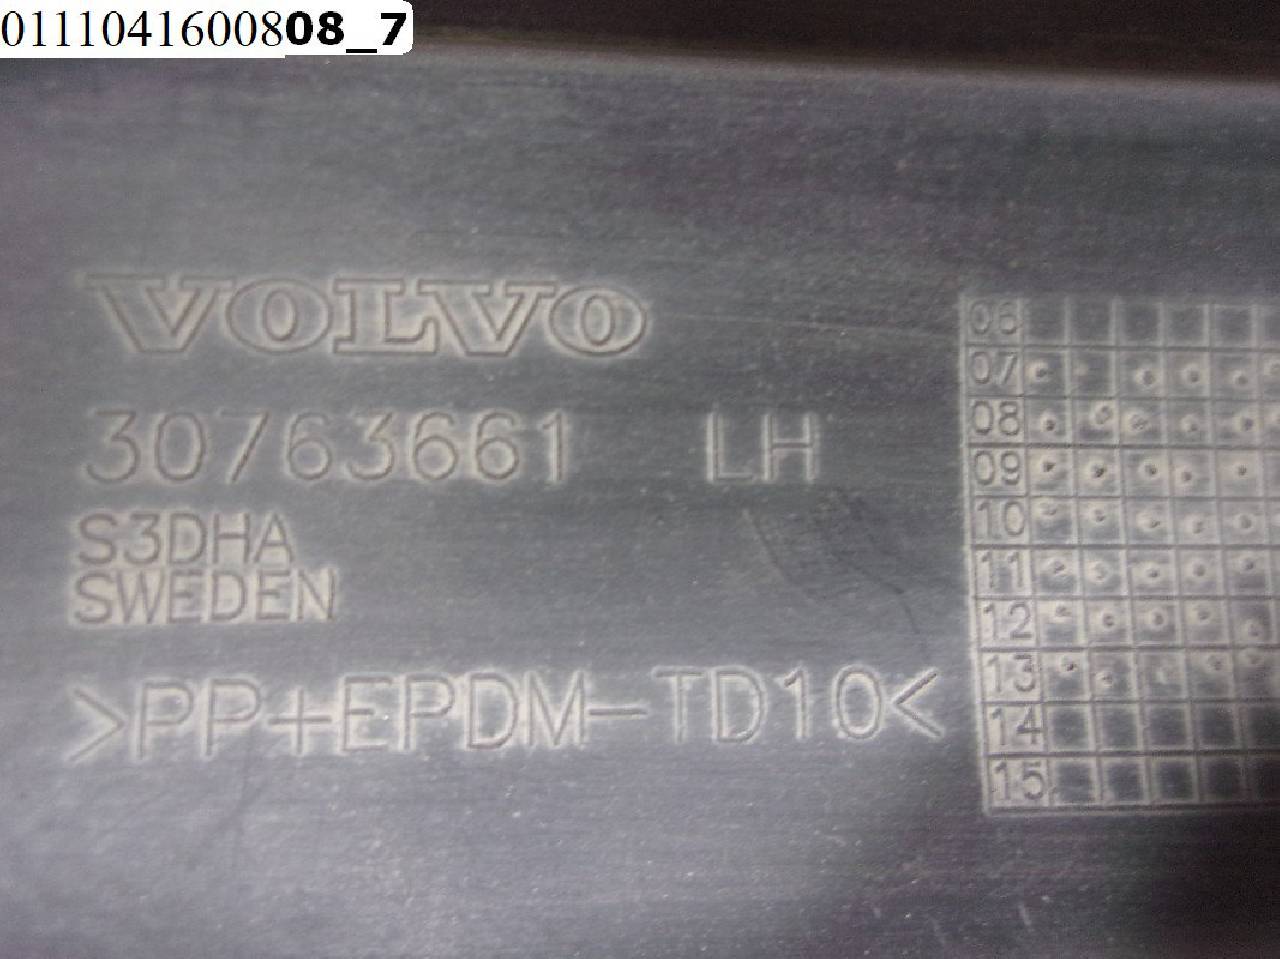 011104160080​8_7
VOLVO
30763661 LH
S3DHA
SWEDEN
>PP+EPDM-TD10<
06
07
08
09
10
11
12
13
14
15